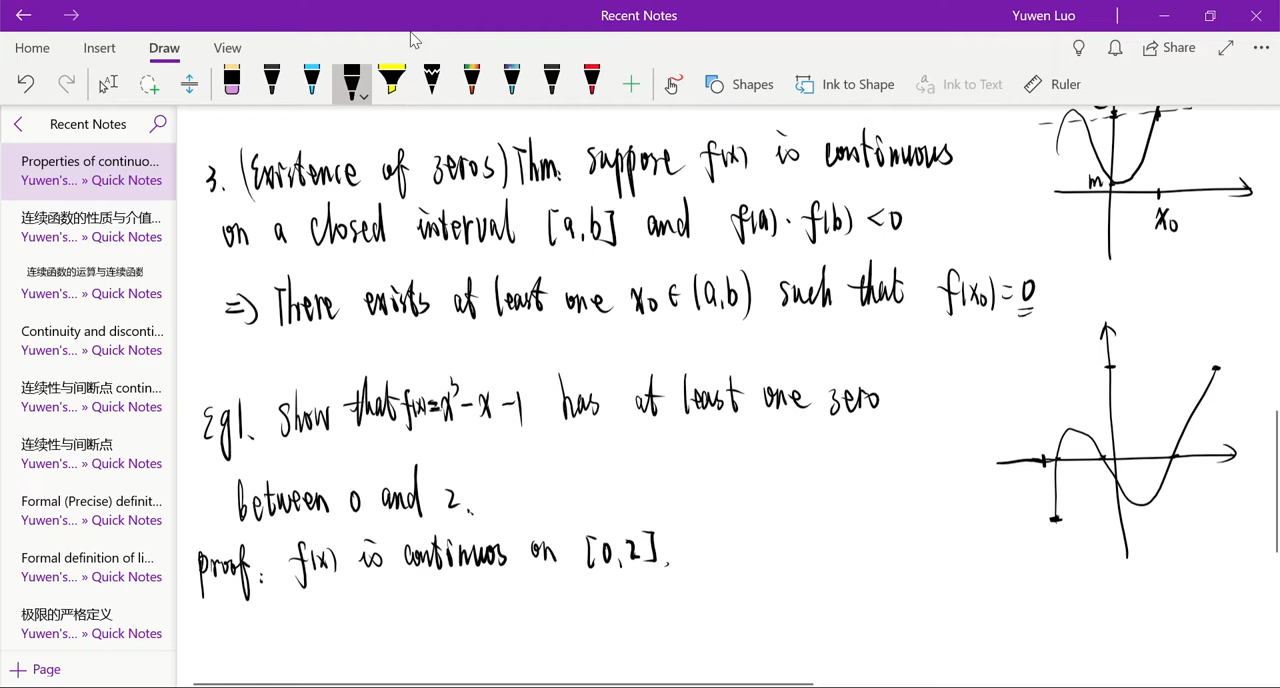 Recent Notes
Yuwen Luo
Home Insert Draw View
Share
Shapes
Ink to Shape
Ink to Text
Ruler
Recent Notes
Properties of continuo...
Yuwen's... » Quick Notes
连续函数的性质与介值...
Yuwen's... » Quick Notes
连续函数的运算与连续函数
Yuwen's... » Quick Notes
Continuity and disconti...
Yuwen's... » Quick Notes
连续性与间断点 contin...
Yuwen's... » Quick Notes
连续性与间断点
Yuwen's... » Quick Notes
Formal (Precise) definit...
Yuwen's... » Quick Notes
Formal definition of li...
Yuwen's... » Quick Notes
极限的严格定义
Yuwen's... » Quick Notes
Page
3. (Existence of zeros) Thm. suppose f(x) is continuous
on a closed interval [a,b] and f(a)·f(b)<0
=> There exists at least one x₀∈(a,b) such that f(x₀)=0
Eg1. Show that f(x)=x³-x-1 has at least one zero
between 0 and 2.
proof: f(x) is continuos on [0,2],
m
x₀